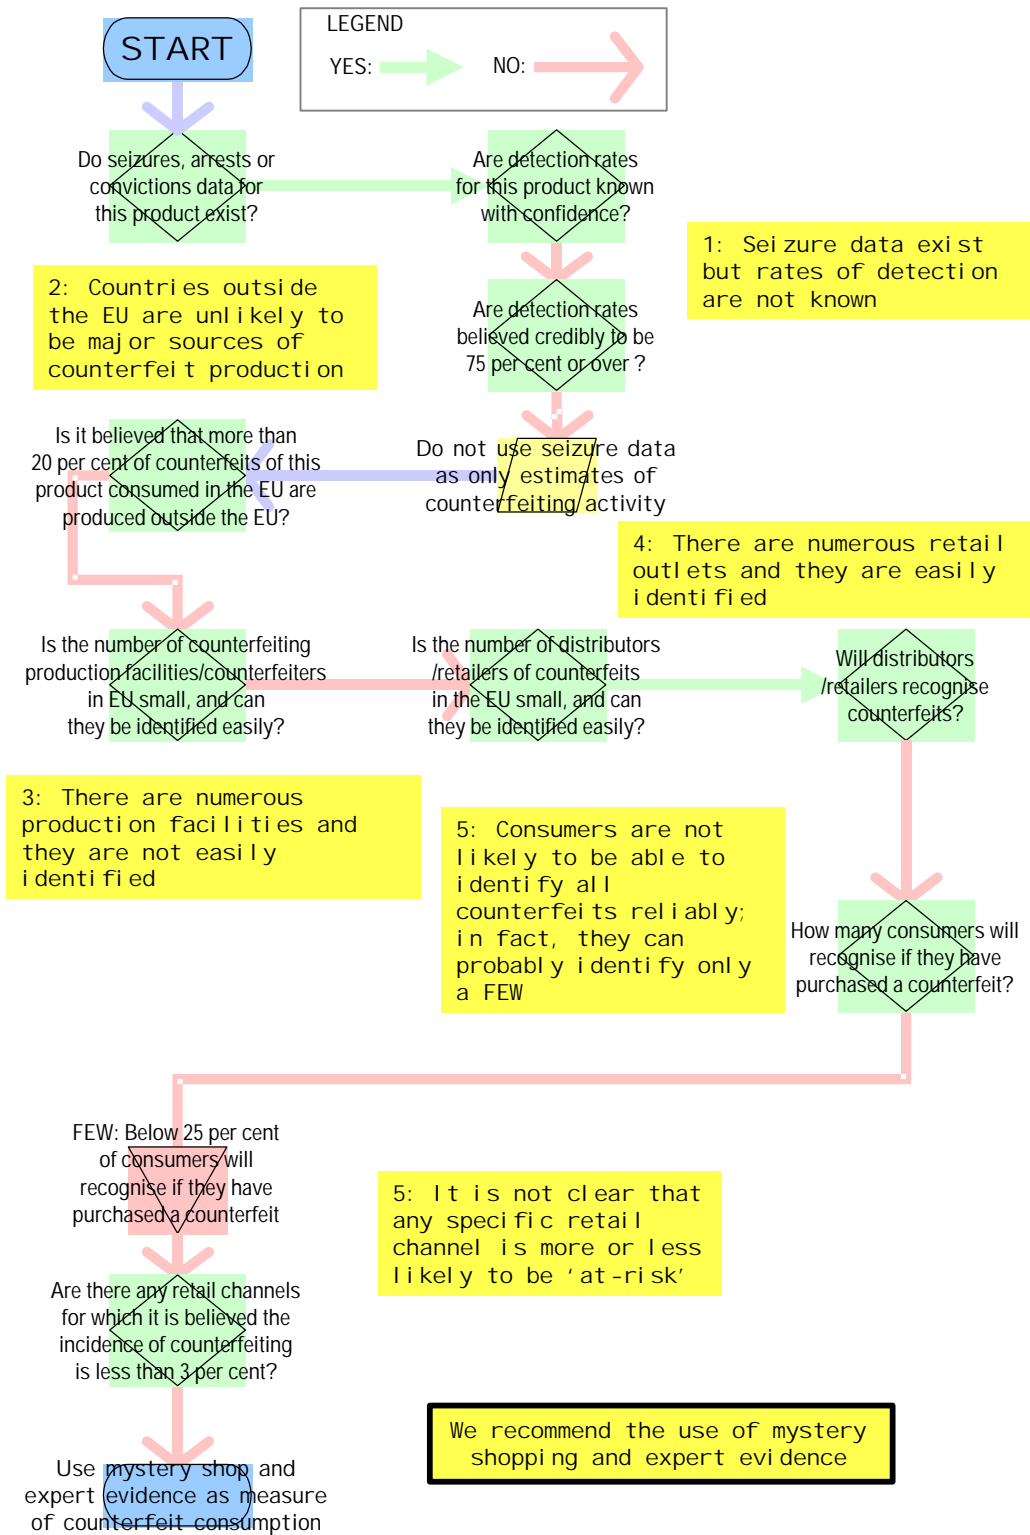 START
LEGEND
YES:
NO:
Do seizures, arrests or
convictions data for
this product exist?
Are detection rates
for this product known
with confidence?
1: Seizure data exist
but rates of detection
are not known
2: Countries outside
the EU are unlikely to
be major sources of
counterfeit production
Are detection rates
believed credibly to be
75 per cent or over ?
Is it believed that more than
20 per cent of counterfeits of this
product consumed in the EU are
produced outside the EU?
Do not use seizure data
as only estimates of
counterfeiting activity
4: There are numerous retail
outlets and they are easily
identified
Is the number of counterfeiting
production facilities/counterfeiters
in EU small, and can
they be identified easily?
Is the number of distributors
/retailers of counterfeits
in the EU small, and can
they be identified easily?
Will distributors
/retailers recognise
counterfeits?
3: There are numerous
production facilities and
they are not easily
identified
5: Consumers are not
likely to be able to
identify all
counterfeits reliably;
in fact, they can
probably identify only
a FEW
How many consumers will
recognise if they have
purchased a counterfeit?
FEW: Below 25 per cent
of consumers will
recognise if they have
purchased a counterfeit
5: It is not clear that
any specific retail
channel is more or less
likely to be ‘at-risk’
Are there any retail channels
for which it is believed the
incidence of counterfeiting
is less than 3 per cent?
We recommend the use of mystery
shopping and expert evidence
Use mystery shop and
expert evidence as measure
of counterfeit consumption